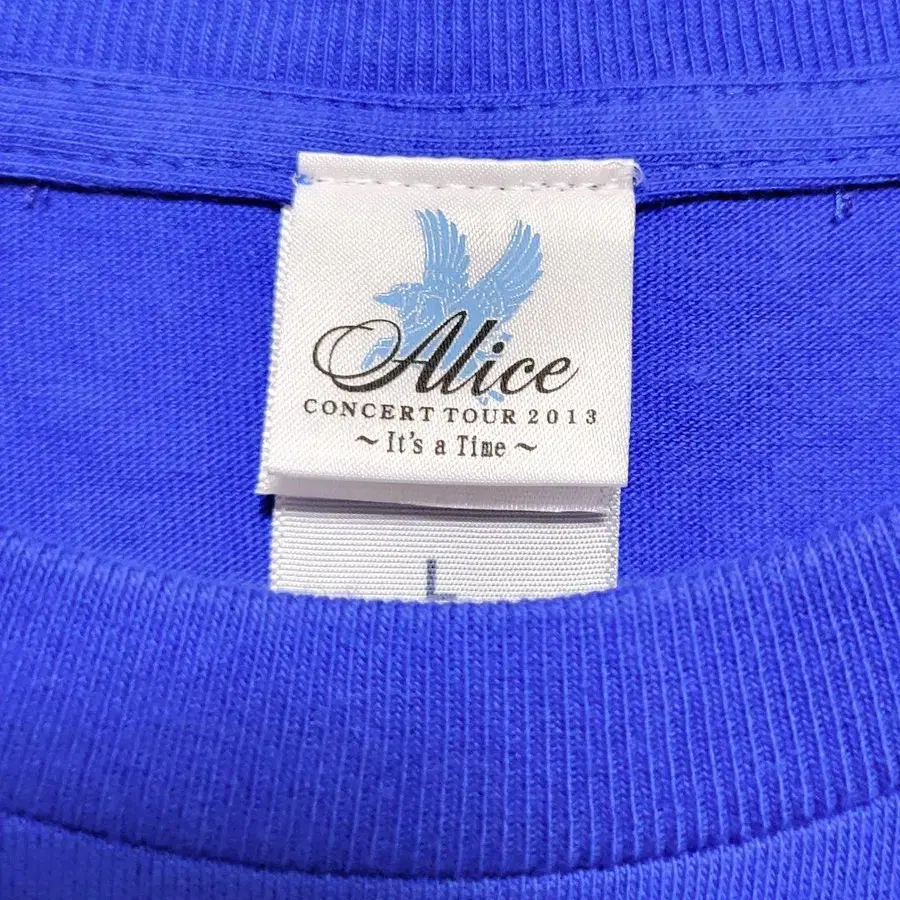 Alice
CONCERT TOUR 2013
～It's a Time～
L